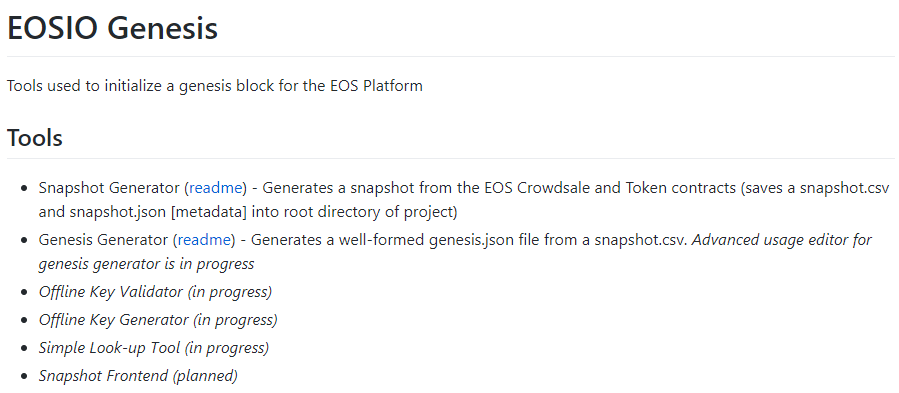 EOSIO Genesis
Tools used to initialize a genesis block for the EOS Platform
Tools
• Snapshot Generator (readme) - Generates a snapshot from the EOS Crowdsale and Token contracts (saves a snapshot.csv
and snapshot.json [metadata] into root directory of project)
• Genesis Generator (readme) - Generates a well-formed genesis.json file from a snapshot.csv. Advanced usage editor for
genesis generator is in progress
• Offline Key Validator (in progress)
• Offline Key Generator (in progress)
• Simple Look-up Tool (in progress)
• Snapshot Frontend (planned)